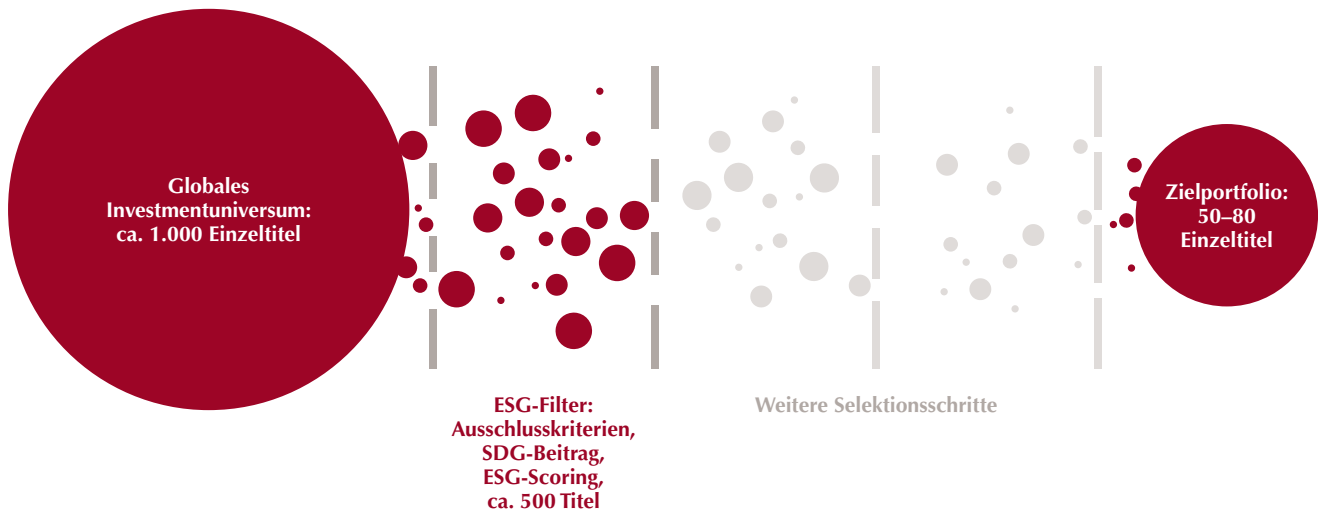 Globales
Investmentuniversum:
ca. 1.000 Einzeltitel
ESG-Filter:
Ausschlusskriterien,
SDG-Beitrag,
ESG-Scoring,
ca. 500 Titel
Weitere Selektionsschritte
Zielportfolio:
50–80
Einzeltitel